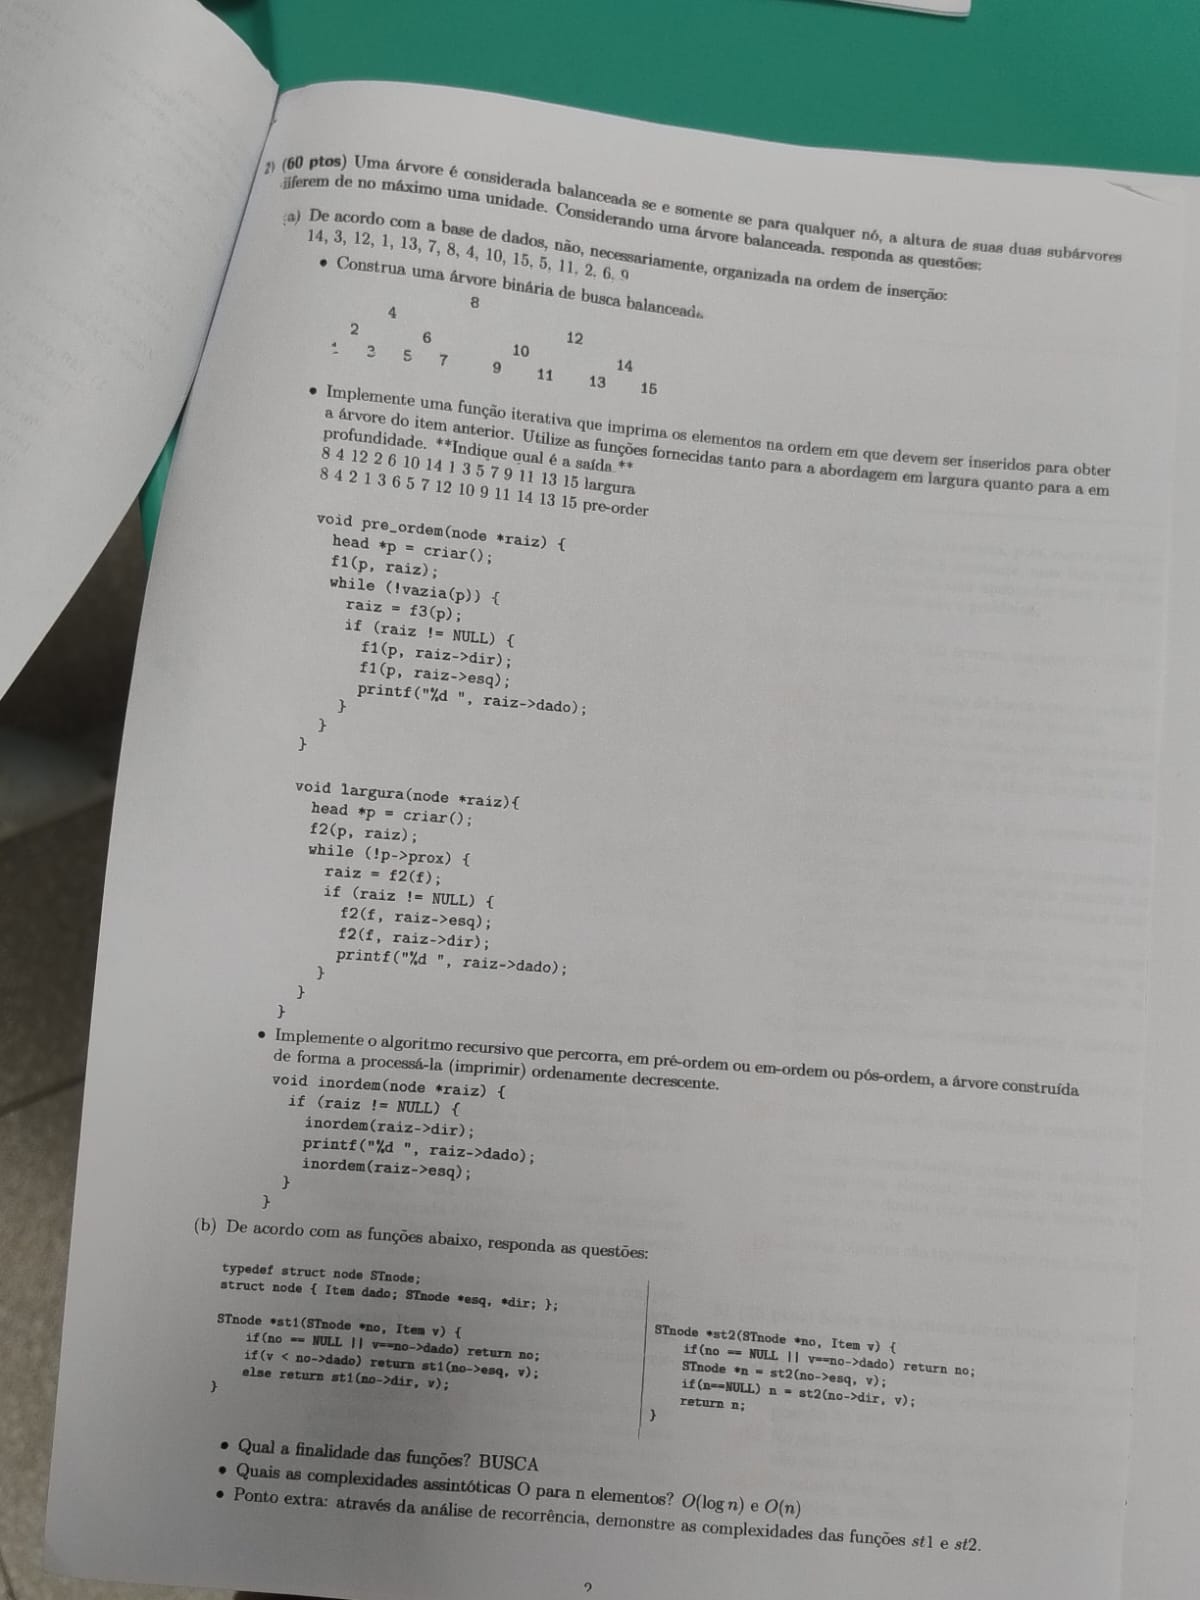 2) (60 ptos) Uma árvore é considerada balanceada se e somente se para qualquer nó, a altura de suas duas subárvores
diferem de no máximo uma unidade. Considerando uma árvore balanceada. responda as questões:
(a) De acordo com a base de dados, não, necessariamente, organizada na ordem de inserção:
14, 3, 12, 1, 13, 7, 8, 4, 10, 15, 5, 11, 2, 6, 9
• Construa uma árvore binária de busca balanceada.
8
4 12
2 6 10 14
1 3 5 7 9 11 13 15
• Implemente uma função iterativa que imprima os elementos na ordem em que devem ser inseridos para obter
a árvore do item anterior. Utilize as funções fornecidas tanto para a abordagem em largura quanto para a em
profundidade. **Indique qual é a saída **
8 4 12 2 6 10 14 1 3 5 7 9 11 13 15 largura
8 4 2 1 3 6 5 7 12 10 9 11 14 13 15 pre-order
void pre_ordem(node *raiz) {
head *p = criar();
f1(p, raiz);
while (!vazia(p)) {
raiz = f3(p);
if (raiz != NULL) {
f1(p, raiz->dir);
f1(p, raiz->esq);
printf("%d ", raiz->dado);
}
}
}
void largura(node *raiz){
head *p = criar();
f2(p, raiz);
while (!p->prox) {
raiz = f2(f);
if (raiz != NULL) {
f2(f, raiz->esq);
f2(f, raiz->dir);
printf("%d ", raiz->dado);
}
}
}
• Implemente o algoritmo recursivo que percorra, em pré-ordem ou em-ordem ou pós-ordem, a árvore construída
de forma a processá-la (imprimir) ordenamente decrescente.
void inordem(node *raiz) {
if (raiz != NULL) {
inordem(raiz->dir);
printf("%d ", raiz->dado);
inordem(raiz->esq);
}
}
(b) De acordo com as funções abaixo, responda as questões:
typedef struct node STnode;
struct node { Item dado; STnode *esq, *dir; };
STnode *st1(STnode *no, Item v) {
if(no == NULL || v==no->dado) return no;
if(v < no->dado) return st1(no->esq, v);
else return st1(no->dir, v);
}
STnode *st2(STnode *no, Item v) {
if(no == NULL || v==no->dado) return no;
STnode *n = st2(no->esq, v);
if(n==NULL) n = st2(no->dir, v);
return n;
}
• Qual a finalidade das funções? BUSCA
• Quais as complexidades assintóticas O para n elementos? O(log n) e O(n)
• Ponto extra: através da análise de recorrência, demonstre as complexidades das funções st1 e st2.
2